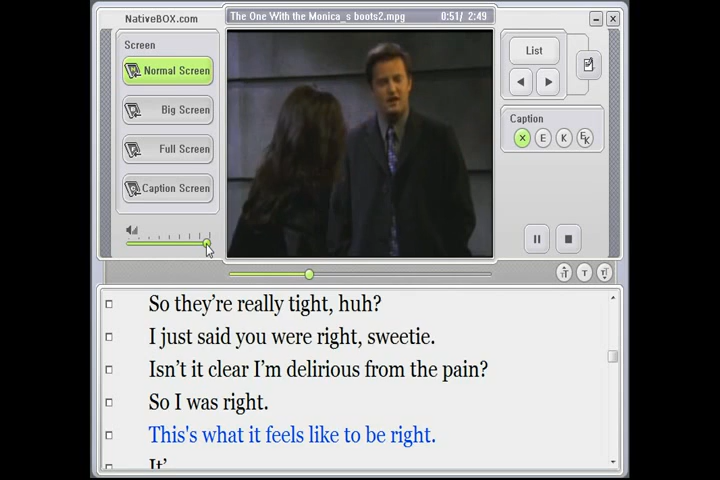 NativeBOX.com
The One With the Monica_s boots2.mpg 0:51/ 2:49
Screen
Normal Screen
Big Screen
Full Screen
Caption Screen
List
Caption
X E K EK
T T T
So they're really tight, huh?
I just said you were right, sweetie.
Isn't it clear I'm delirious from the pain?
So I was right.
This's what it feels like to be right.
It'